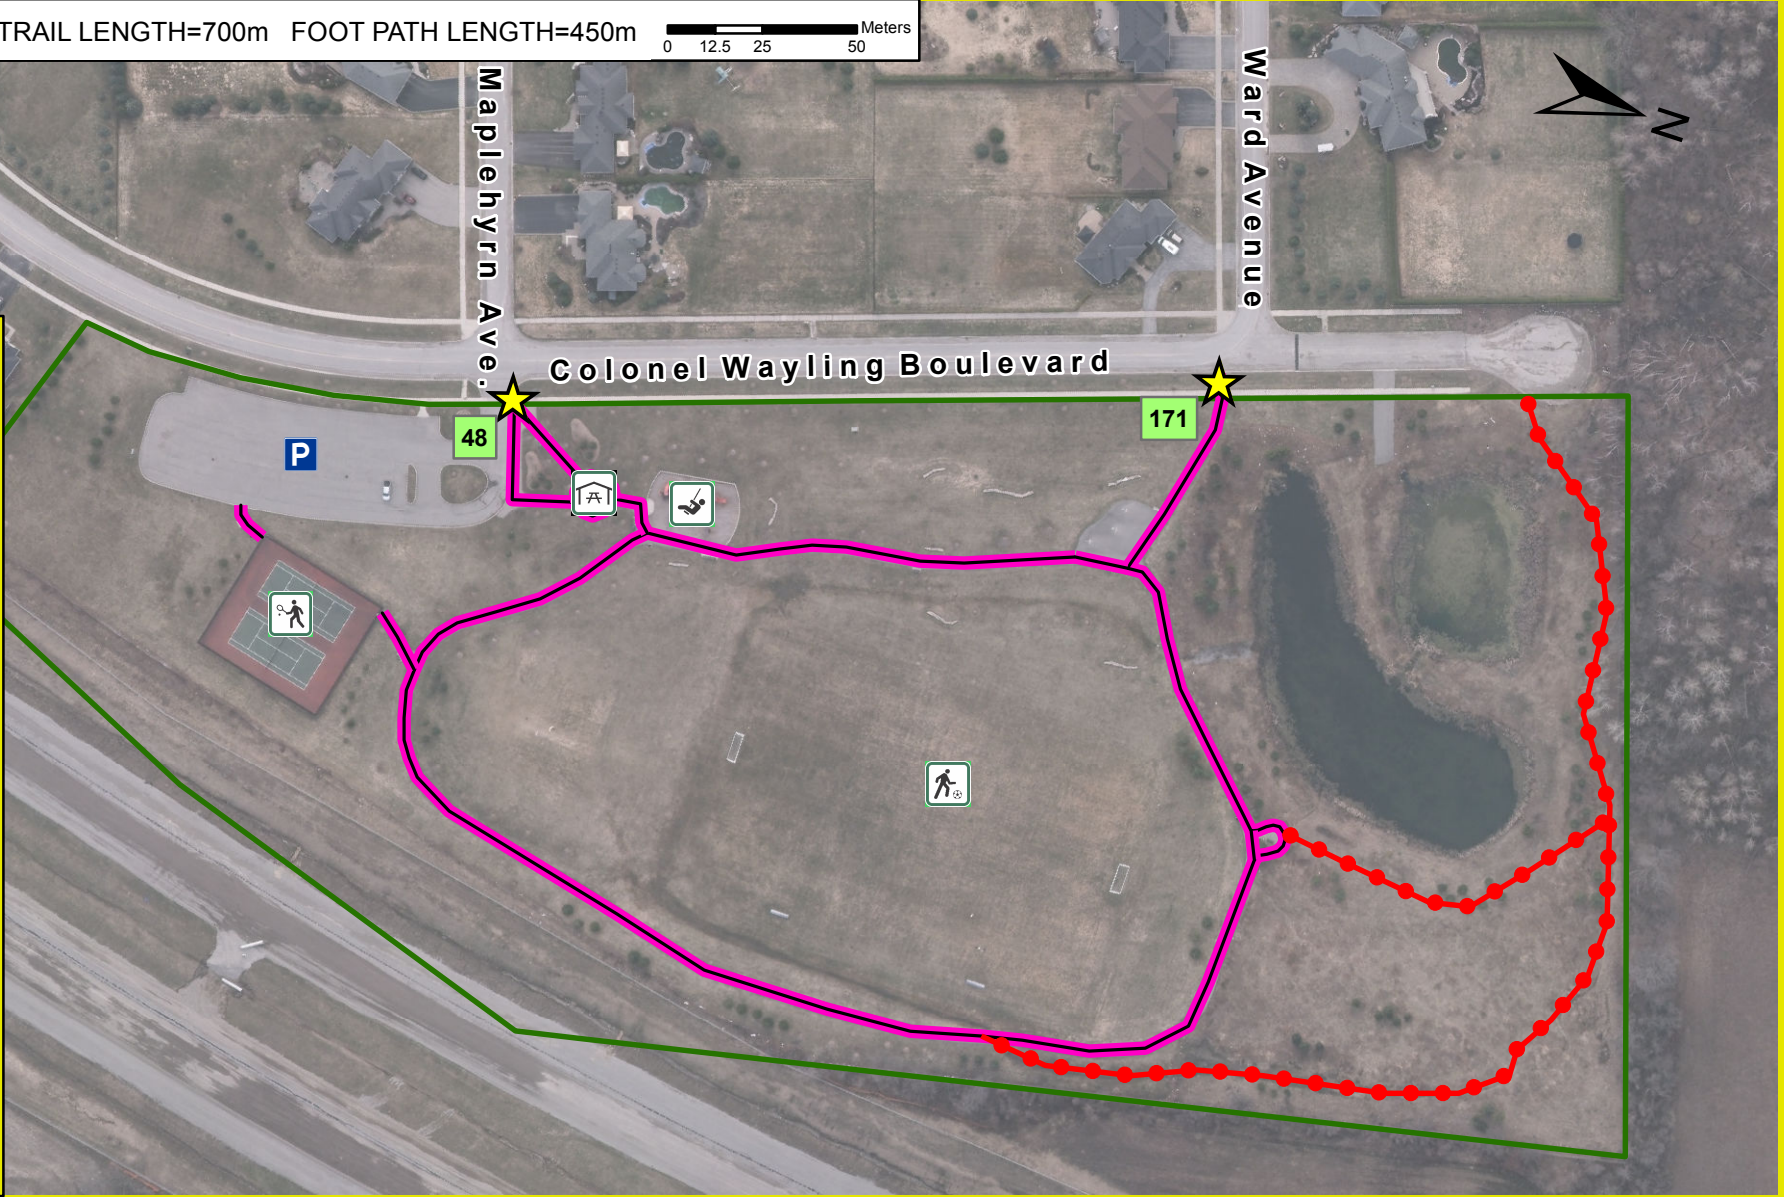 TRAIL LENGTH=700m FOOT PATH LENGTH=450m
Meters
0 12.5 25 50
Maplehyrn Ave.
Ward Avenue
N
Colonel Wayling Boulevard
48
171
P